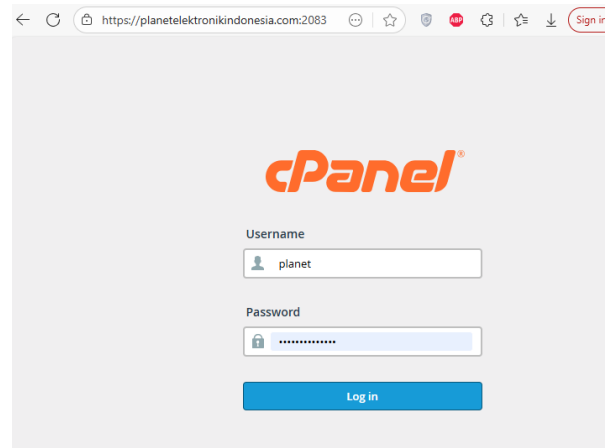 https://planetelektronikindonesia.com:2083
ABP
Sign in
cPanel®
Username
planet
Password
••••••••••••••
Log in